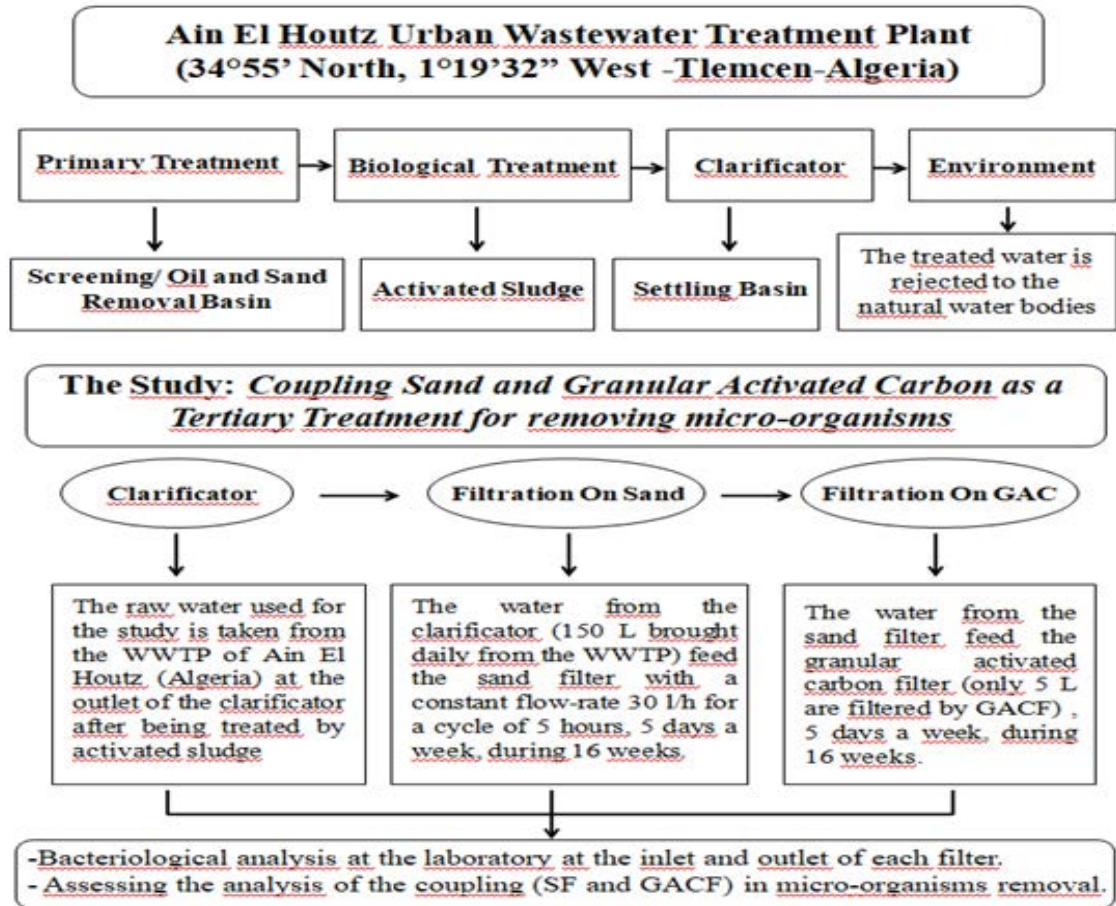 Ain El Houtz Urban Wastewater Treatment Plant
(34°55’ North, 1°19’32” West -Tlemcen-Algeria)
Primary Treatment
Biological Treatment
Clarificator
Environment
Screening/ Oil and Sand
Removal Basin
Activated Sludge
Settling Basin
The treated water is
rejected to the
natural water bodies
The Study: Coupling Sand and Granular Activated Carbon as a
Tertiary Treatment for removing micro-organisms
Clarificator
Filtration On Sand
Filtration On GAC
The raw water used for
the study is taken from
the WWTP of Ain El
Houtz (Algeria) at the
outlet of the clarificator
after being treated by
activated sludge
The water from the
clarificator (150 L brought
daily from the WWTP) feed
the sand filter with a
constant flow-rate 30 l/h for
a cycle of 5 hours, 5 days a
week, during 16 weeks,
The water from the
sand filter feed the
granular activated
carbon filter (only 5 L
are filtered by GACF) ,
5 days a week, during
16 weeks.
-Bacteriological analysis at the laboratory at the inlet and outlet of each filter.
- Assessing the analysis of the coupling (SF and GACF) in micro-organisms removal.